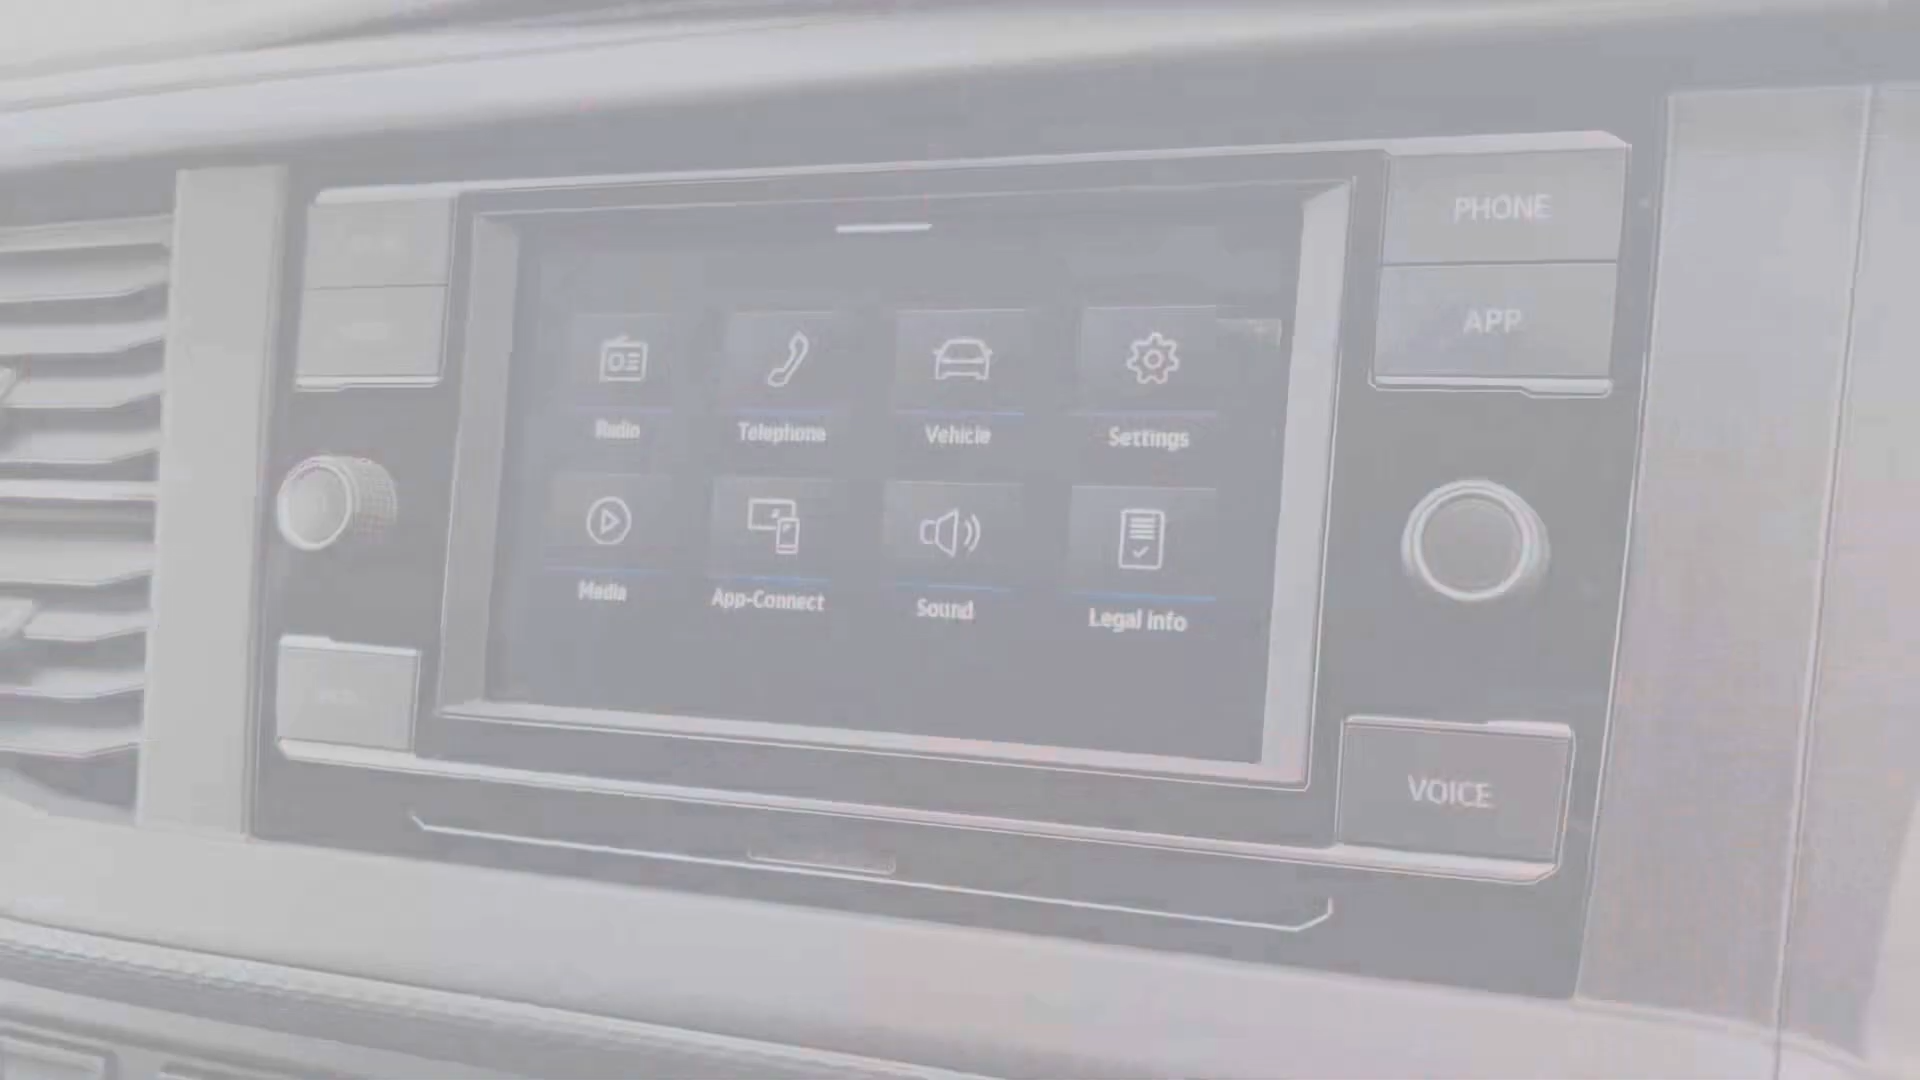 PHONE
APP
Radio
Telephone
Vehicle
Settings
Media
App-Connect
Sound
Legal info
VOICE